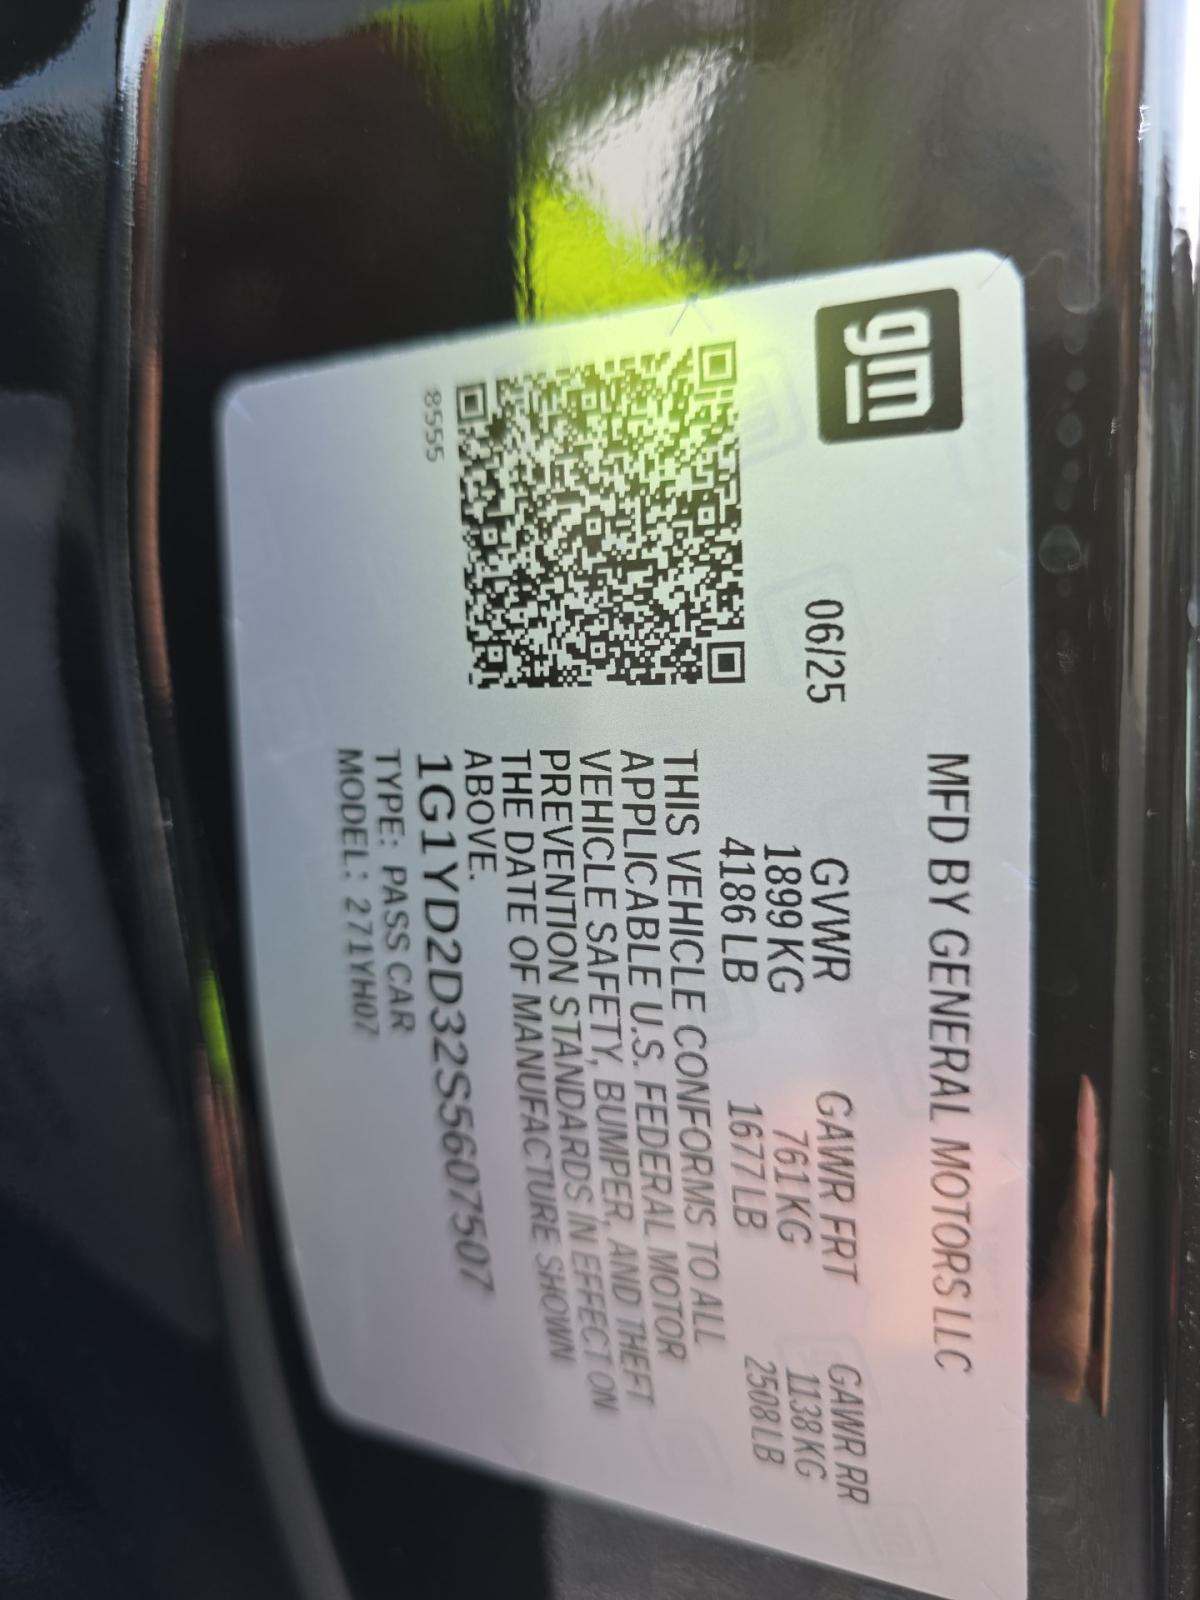 gm
MFD BY GENERAL MOTORS LLC
06/25
GVWR GAWR FRT GAWR RR
1899 KG 761 KG 1138 KG
4186 LB 1677 LB 2508 LB
THIS VEHICLE CONFORMS TO ALL
APPLICABLE U.S. FEDERAL MOTOR
VEHICLE SAFETY, BUMPER, AND THEFT
PREVENTION STANDARDS IN EFFECT ON
THE DATE OF MANUFACTURE SHOWN
ABOVE.
8555
1G1YD2D32S5607507
TYPE: PASS CAR
MODEL: 271YH07